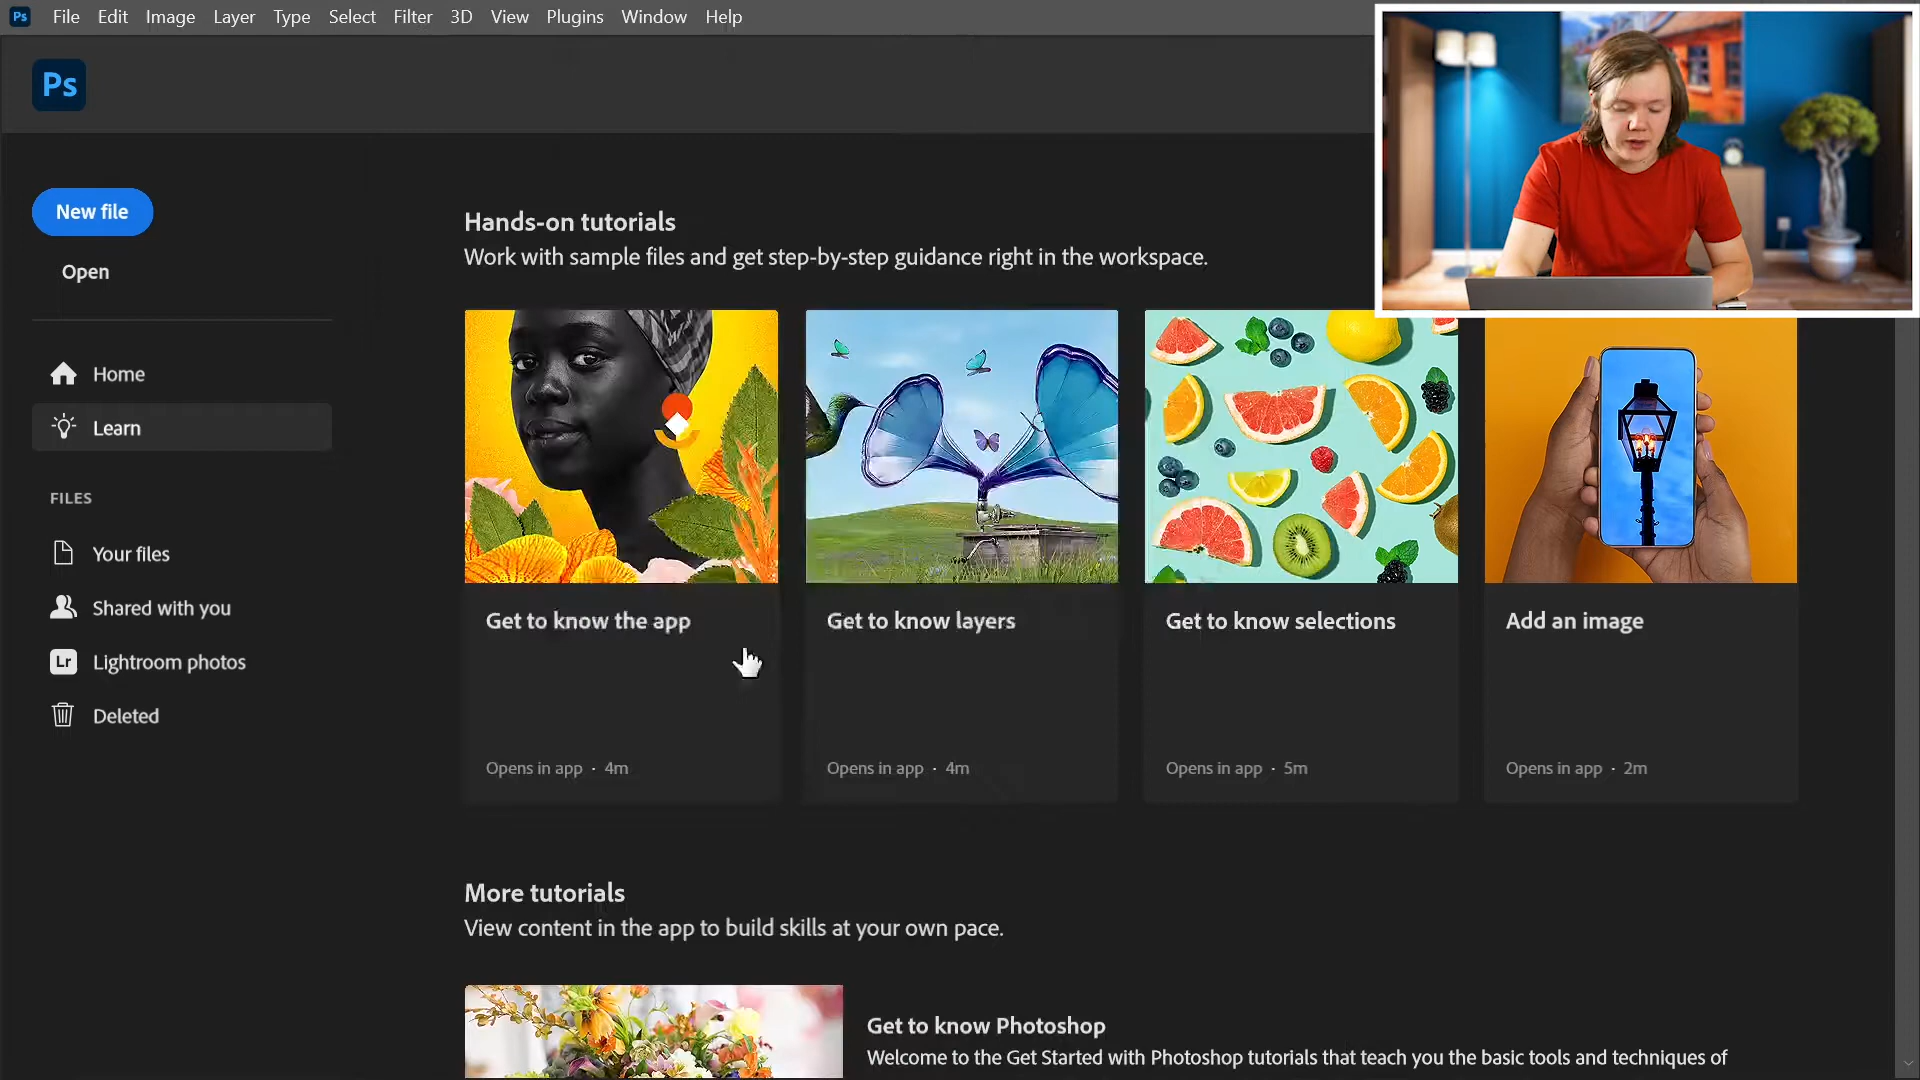 Ps File Edit Image Layer Type Select Filter 3D View Plugins Window Help
Ps
New file
Open
Home
Learn
FILES
Your files
Shared with you
Lr Lightroom photos
Deleted
Hands-on tutorials
Work with sample files and get step-by-step guidance right in the workspace.
Get to know the app
Opens in app · 4m
Get to know layers
Opens in app · 4m
Get to know selections
Opens in app · 5m
Add an image
Opens in app · 2m
More tutorials
View content in the app to build skills at your own pace.
Get to know Photoshop
Welcome to the Get Started with Photoshop tutorials that teach you the basic tools and techniques of